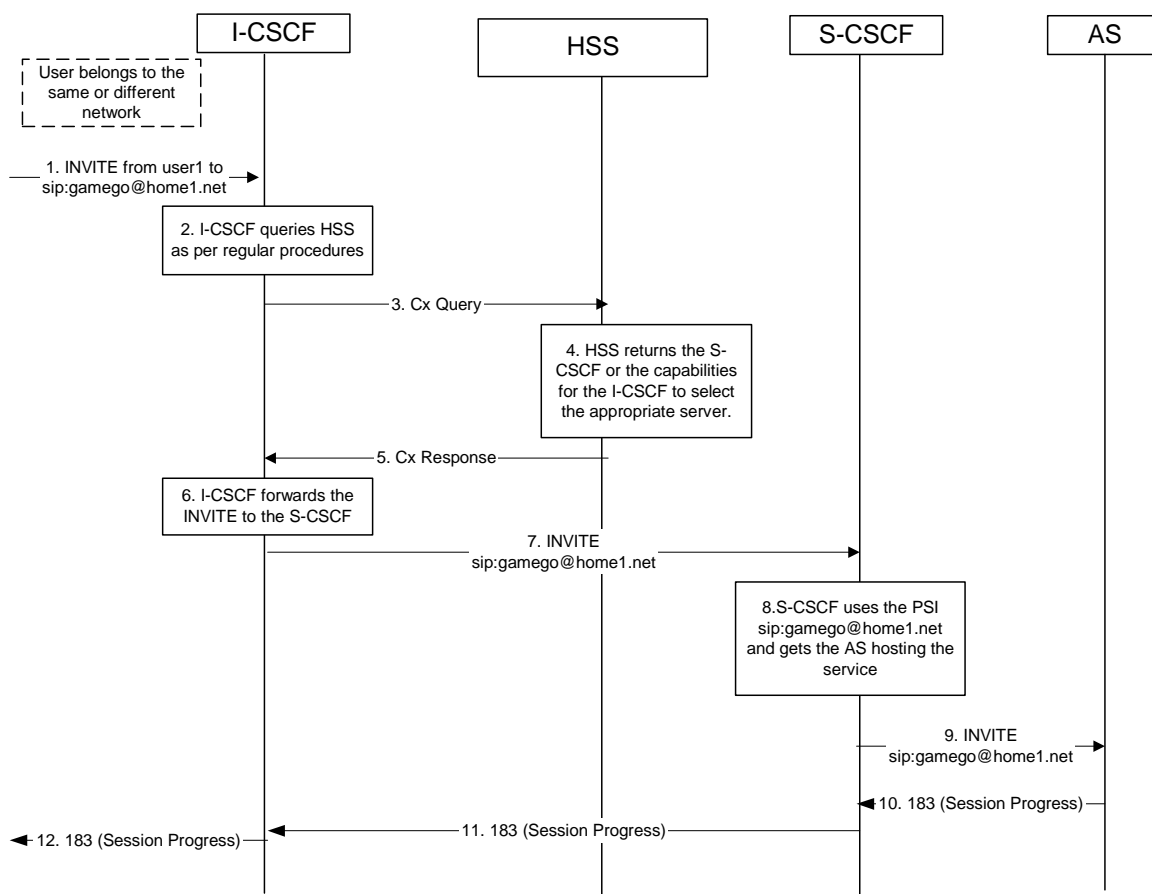 I-CSCF
HSS
S-CSCF
AS
User belongs to the
same or different
network
1. INVITE from user1 to
sip:gamego@home1.net
2. I-CSCF queries HSS
as per regular procedures
3. Cx Query
4. HSS returns the S-
CSCF or the capabilities
for the I-CSCF to select
the appropriate server.
5. Cx Response
6. I-CSCF forwards the
INVITE to the S-CSCF
7. INVITE
sip:gamego@home1.net
8.S-CSCF uses the PSI
sip:gamego@home1.net
and gets the AS hosting the
service
9. INVITE
sip:gamego@home1.net
10. 183 (Session Progress)
11. 183 (Session Progress)
12. 183 (Session Progress)